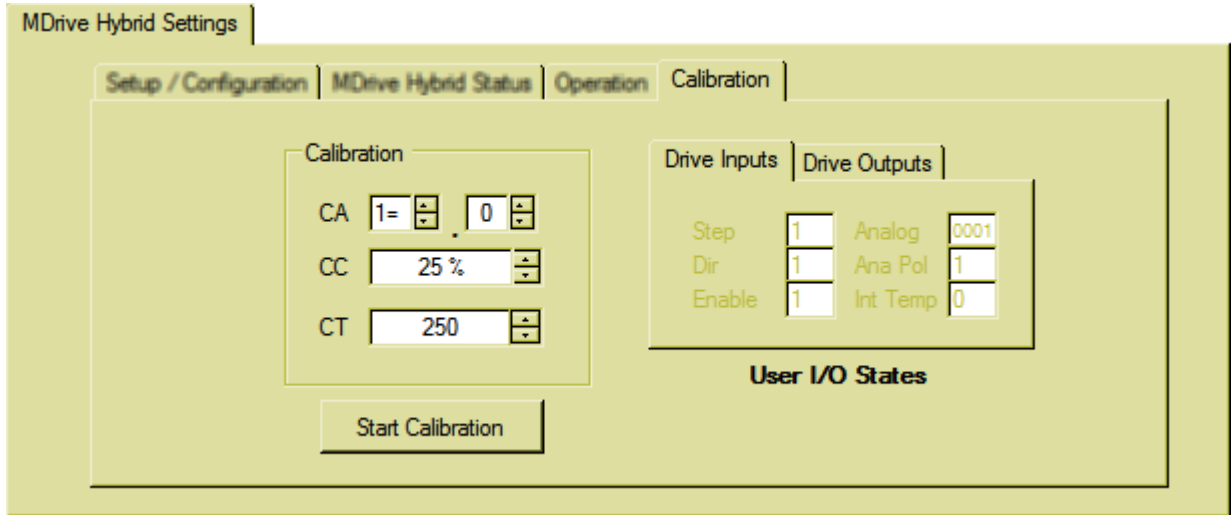 MDrive Hybrid Settings
Setup / Configuration MDrive Hybrid Status Operation Calibration
Calibration
CA 1= . 0
CC 25 %
CT 250
Start Calibration
Drive Inputs Drive Outputs
Step 1 Analog 0001
Dir 1 Ana Pol 1
Enable 1 Int Temp 0
User I/O States